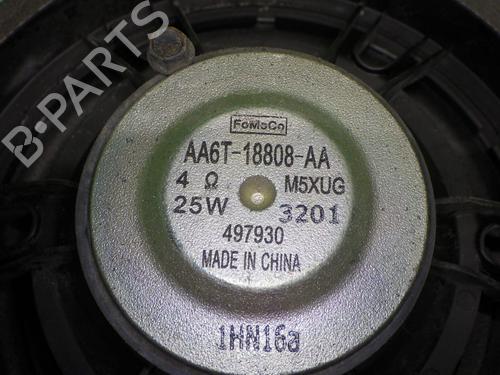 B-PARTS
FoMoCo
AA6T-18808-AA
4 Ω M5XUG
25W 3201
497930
MADE IN CHINA
1HN16a